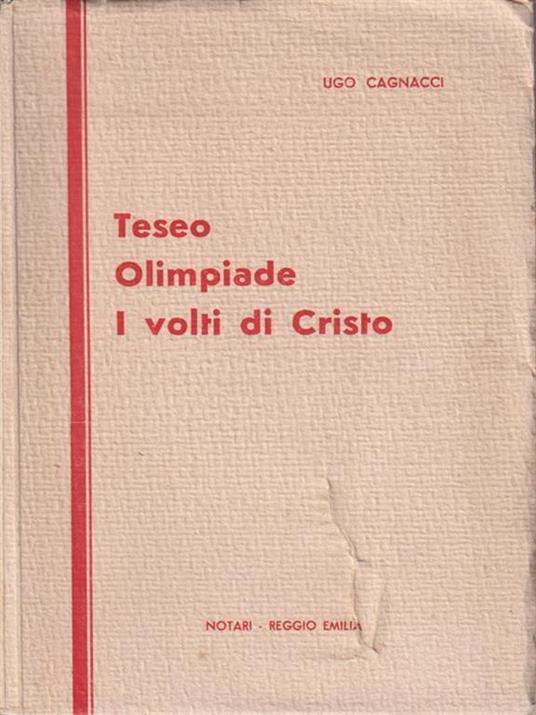 UGO CAGNACCI
Teseo
Olimpiade
I volti di Cristo
NOTARI - REGGIO EMILIA